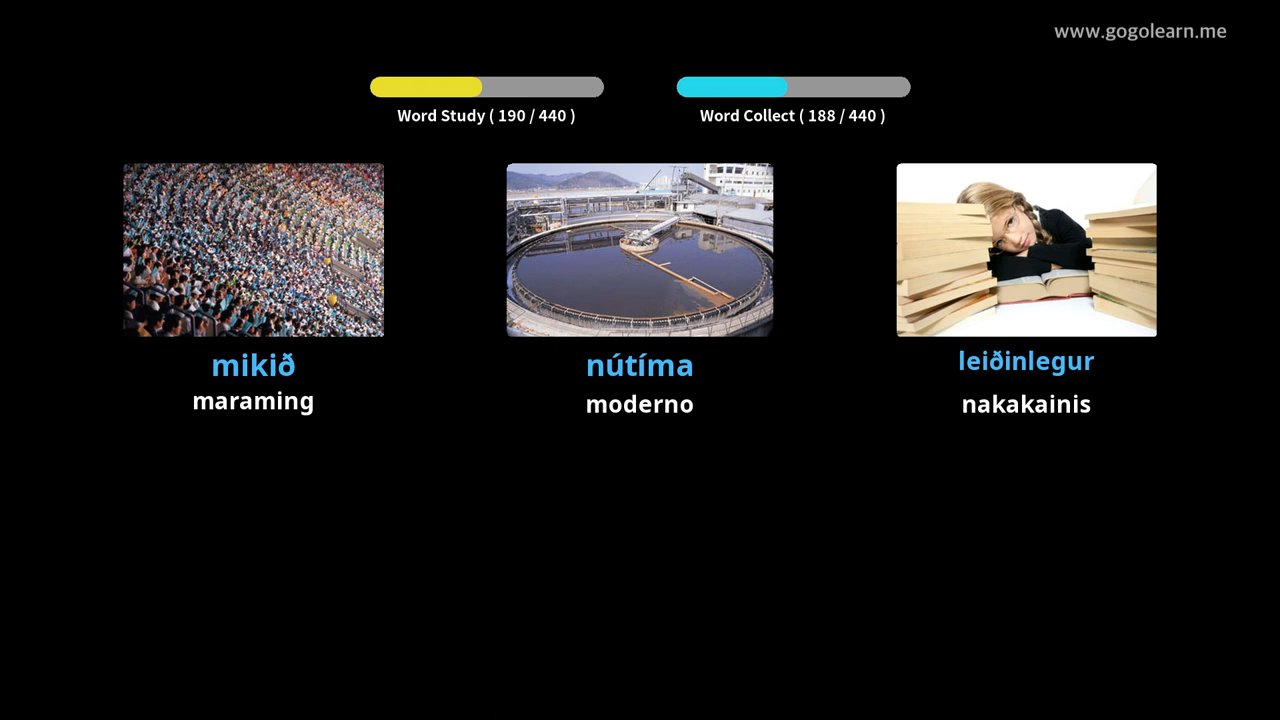 www.gogolearn.me
Word Study ( 190 / 440 )
Word Collect ( 188 / 440 )
mikið
maraming
nútíma
moderno
leiðinlegur
nakakainis